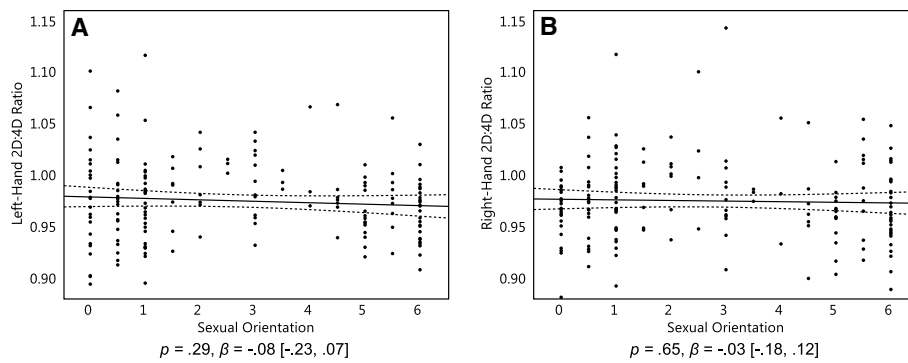 A
1.15
1.10
1.05
1.00
0.95
0.90
Left-Hand 2D:4D Ratio
0 1 2 3 4 5 6
Sexual Orientation
p = .29, β = -.08 [-.23, .07]
B
1.15
1.10
1.05
1.00
0.95
0.90
Right-Hand 2D:4D Ratio
0 1 2 3 4 5 6
Sexual Orientation
p = .65, β = -.03 [-.18, .12]